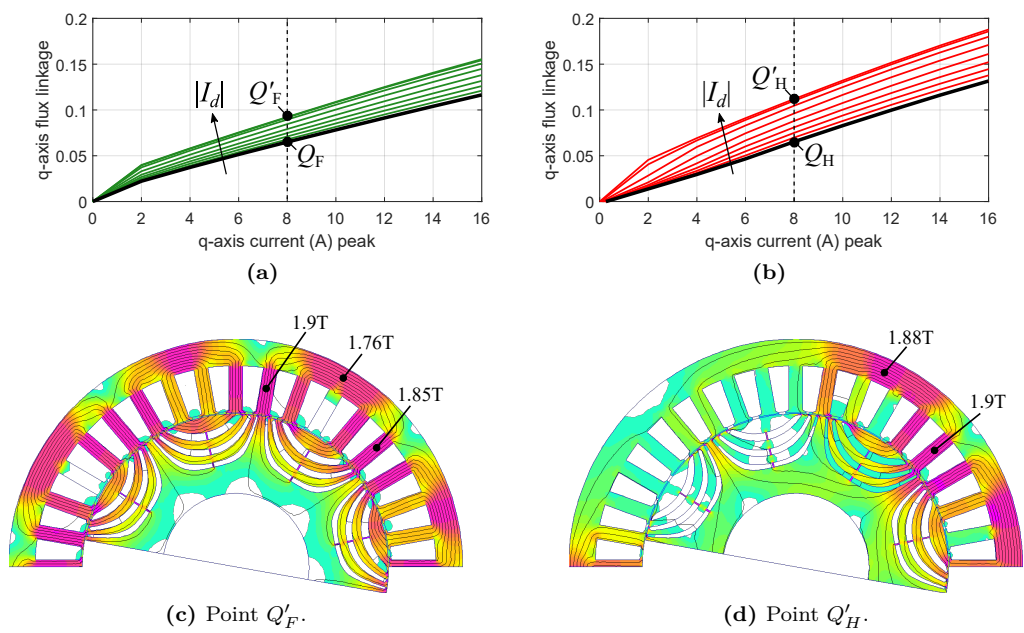 q-axis flux linkage
0.2
0.15
0.1
0.05
0
|I_d|
Q'_F
Q_F
0 2 4 6 8 10 12 14 16
q-axis current (A) peak
(a)
q-axis flux linkage
0.2
0.15
0.1
0.05
0
|I_d|
Q'_H
Q_H
0 2 4 6 8 10 12 14 16
q-axis current (A) peak
(b)
1.9T
1.76T
1.85T
(c) Point Q'_F.
1.88T
1.9T
(d) Point Q'_H.